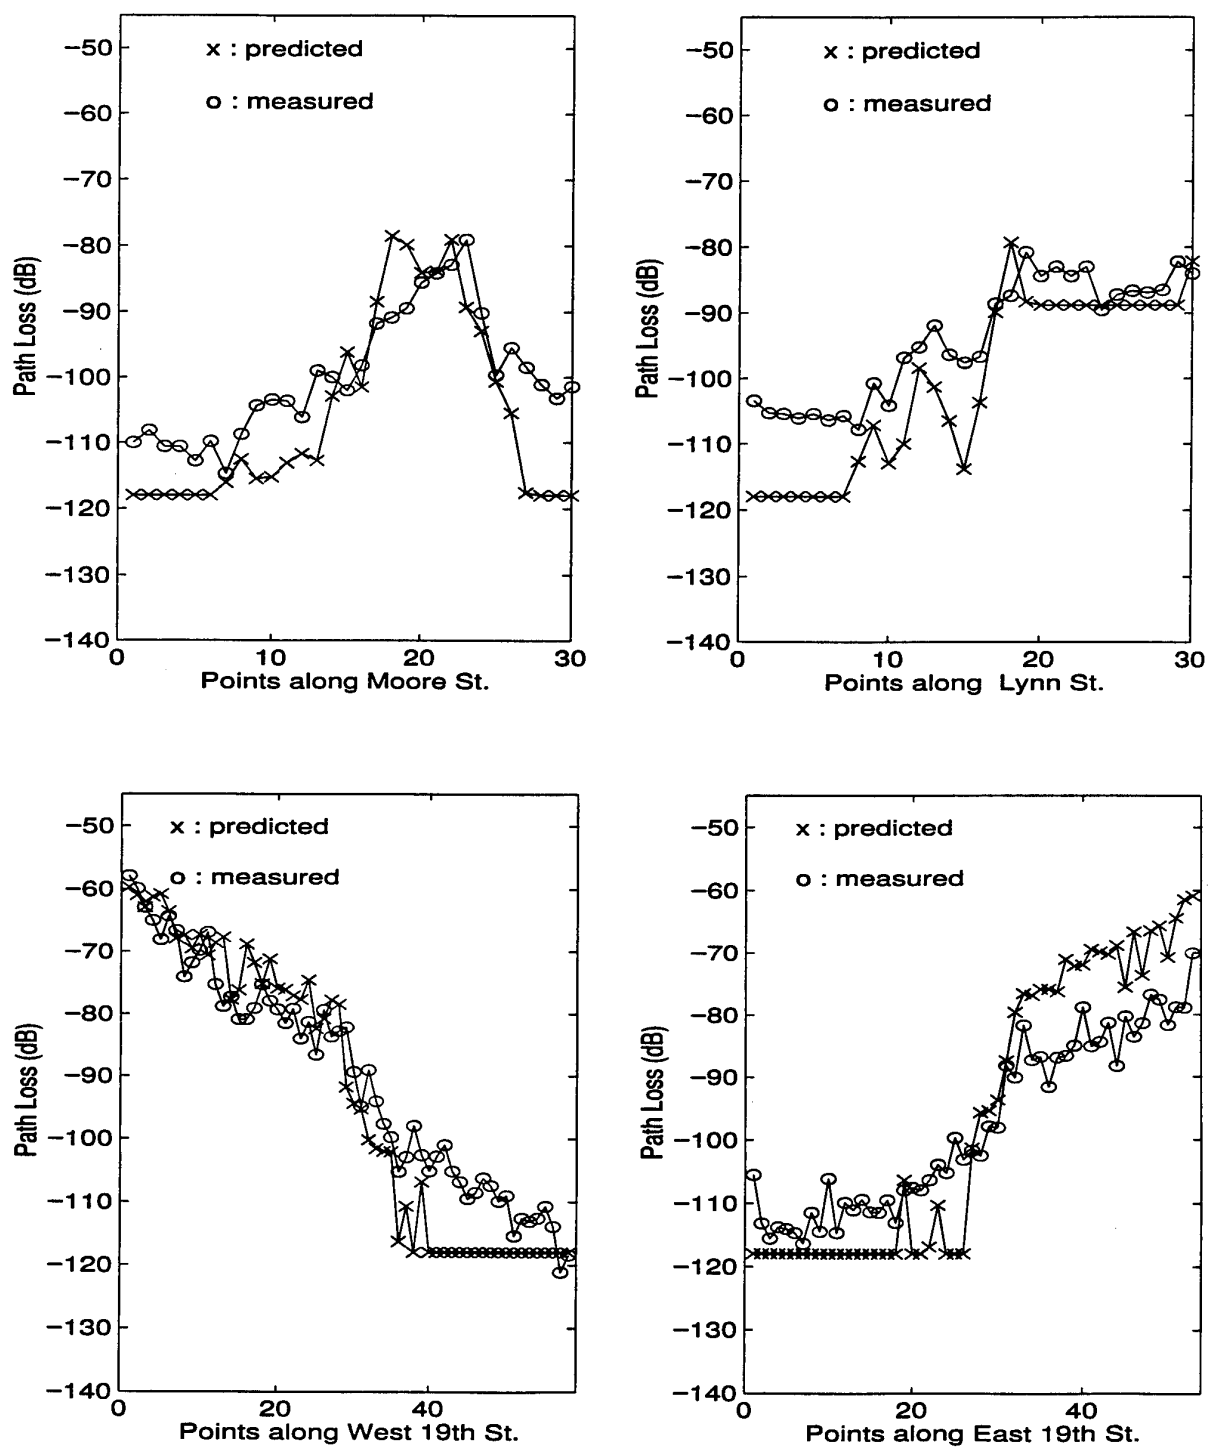 −50
−60
−70
−80
−90
−100
−110
−120
−130
−140
Path Loss (dB)
x : predicted
o : measured
0 10 20 30
Points along Moore St.
−50
−60
−70
−80
−90
−100
−110
−120
−130
−140
Path Loss (dB)
x : predicted
o : measured
0 10 20 30
Points along Lynn St.
−50
−60
−70
−80
−90
−100
−110
−120
−130
−140
Path Loss (dB)
x : predicted
o : measured
0 20 40
Points along West 19th St.
−50
−60
−70
−80
−90
−100
−110
−120
−130
−140
Path Loss (dB)
x : predicted
o : measured
0 20 40
Points along East 19th St.